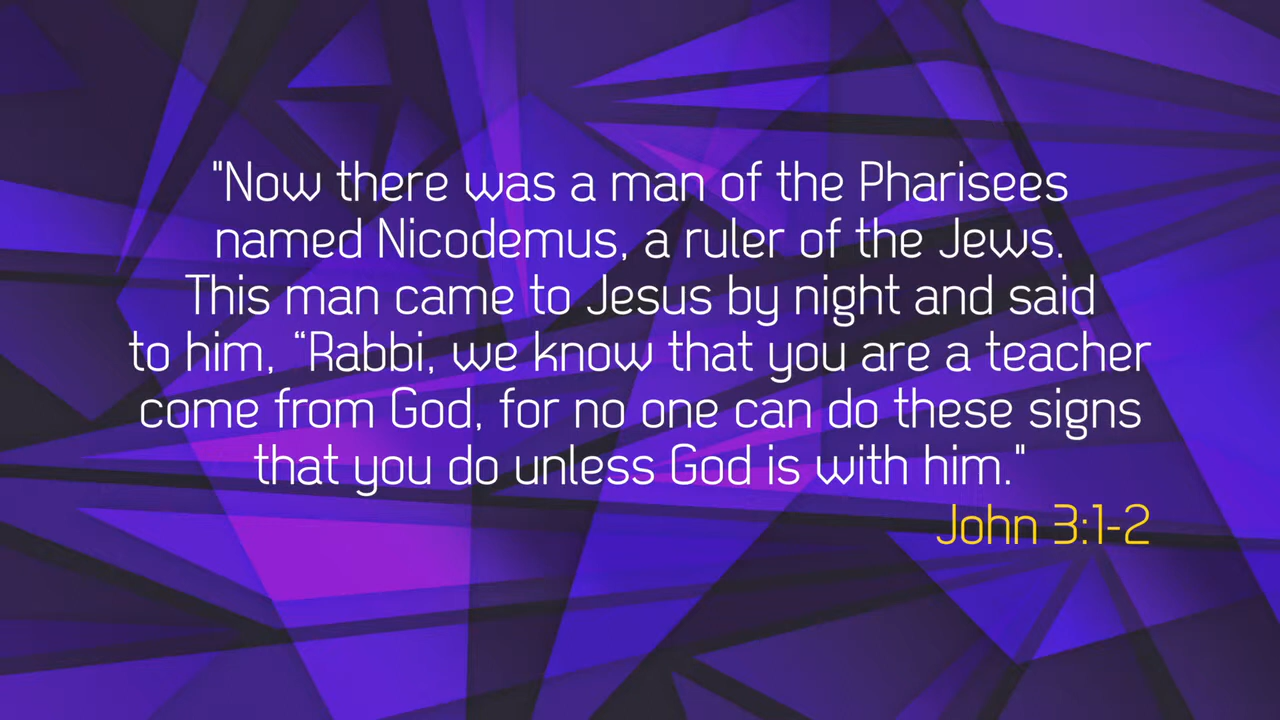 "Now there was a man of the Pharisees
named Nicodemus, a ruler of the Jews.
This man came to Jesus by night and said
to him, “Rabbi, we know that you are a teacher
come from God, for no one can do these signs
that you do unless God is with him."
John 3:1-2